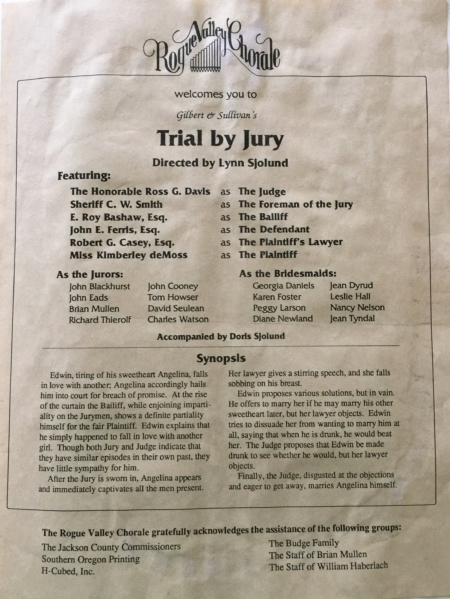 Rogue Valley Chorale
welcomes you to
Gilbert & Sullivan's
Trial by Jury
Directed by Lynn Sjolund
Featuring:
The Honorable Ross G. Davis as The Judge
Sheriff C. W. Smith as The Foreman of the Jury
E. Roy Bashaw, Esq. as The Bailiff
John E. Ferris, Esq. as The Defendant
Robert G. Casey, Esq. as The Plaintiff's Lawyer
Miss Kimberley deMoss as The Plaintiff
As the Jurors:
John Blackhurst John Cooney
John Eads Tom Howser
Brian Mullen David Seulean
Richard Thierolf Charles Watson
As the Bridesmaids:
Georgia Daniels Jean Dyrud
Karen Foster Leslie Hall
Peggy Larson Nancy Nelson
Diane Newland Jean Tyndal
Accompanied by Doris Sjolund
Synopsis
Edwin, tiring of his sweetheart Angelina, falls
in love with another; Angelina accordingly hails
him into court for breach of promise. At the rise
of the curtain the Bailiff, while enjoining imparti-
ality on the Jurymen, shows a definite partiality
himself for the fair Plaintiff. Edwin explains that
he simply happened to fall in love with another
girl. Though both Jury and Judge indicate that
they have similar episodes in their own past, they
have little sympathy for him.
After the Jury is sworn in, Angelina appears
and immediately captivates all the men present.
Her lawyer gives a stirring speech, and she falls
sobbing on his breast.
Edwin proposes various solutions, but in vain.
He offers to marry her if he may marry his other
sweetheart later, but her lawyer objects. Edwin
tries to dissuade her from wanting to marry him at
all, saying that when he is drunk, he would beat
her. The Judge proposes that Edwin be made
drunk to see whether he would, but her lawyer
objects.
Finally, the Judge, disgusted at the objections
and eager to get away, marries Angelina himself.
The Rogue Valley Chorale gratefully acknowledges the assistance of the following groups:
The Jackson County Commissioners
Southern Oregon Printing
H-Cubed, Inc.
The Budge Family
The Staff of Brian Mullen
The Staff of William Haberlach